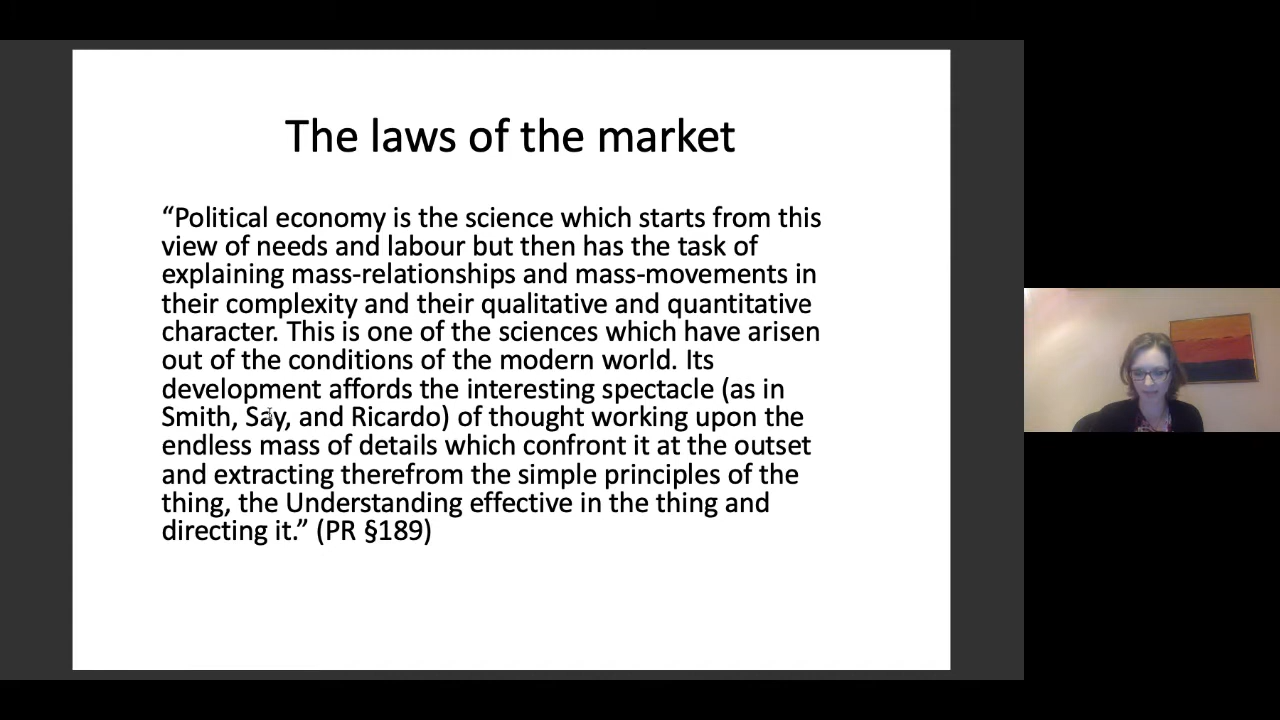 The laws of the market
“Political economy is the science which starts from this
view of needs and labour but then has the task of
explaining mass-relationships and mass-movements in
their complexity and their qualitative and quantitative
character. This is one of the sciences which have arisen
out of the conditions of the modern world. Its
development affords the interesting spectacle (as in
Smith, Say, and Ricardo) of thought working upon the
endless mass of details which confront it at the outset
and extracting therefrom the simple principles of the
thing, the Understanding effective in the thing and
directing it.” (PR §189)